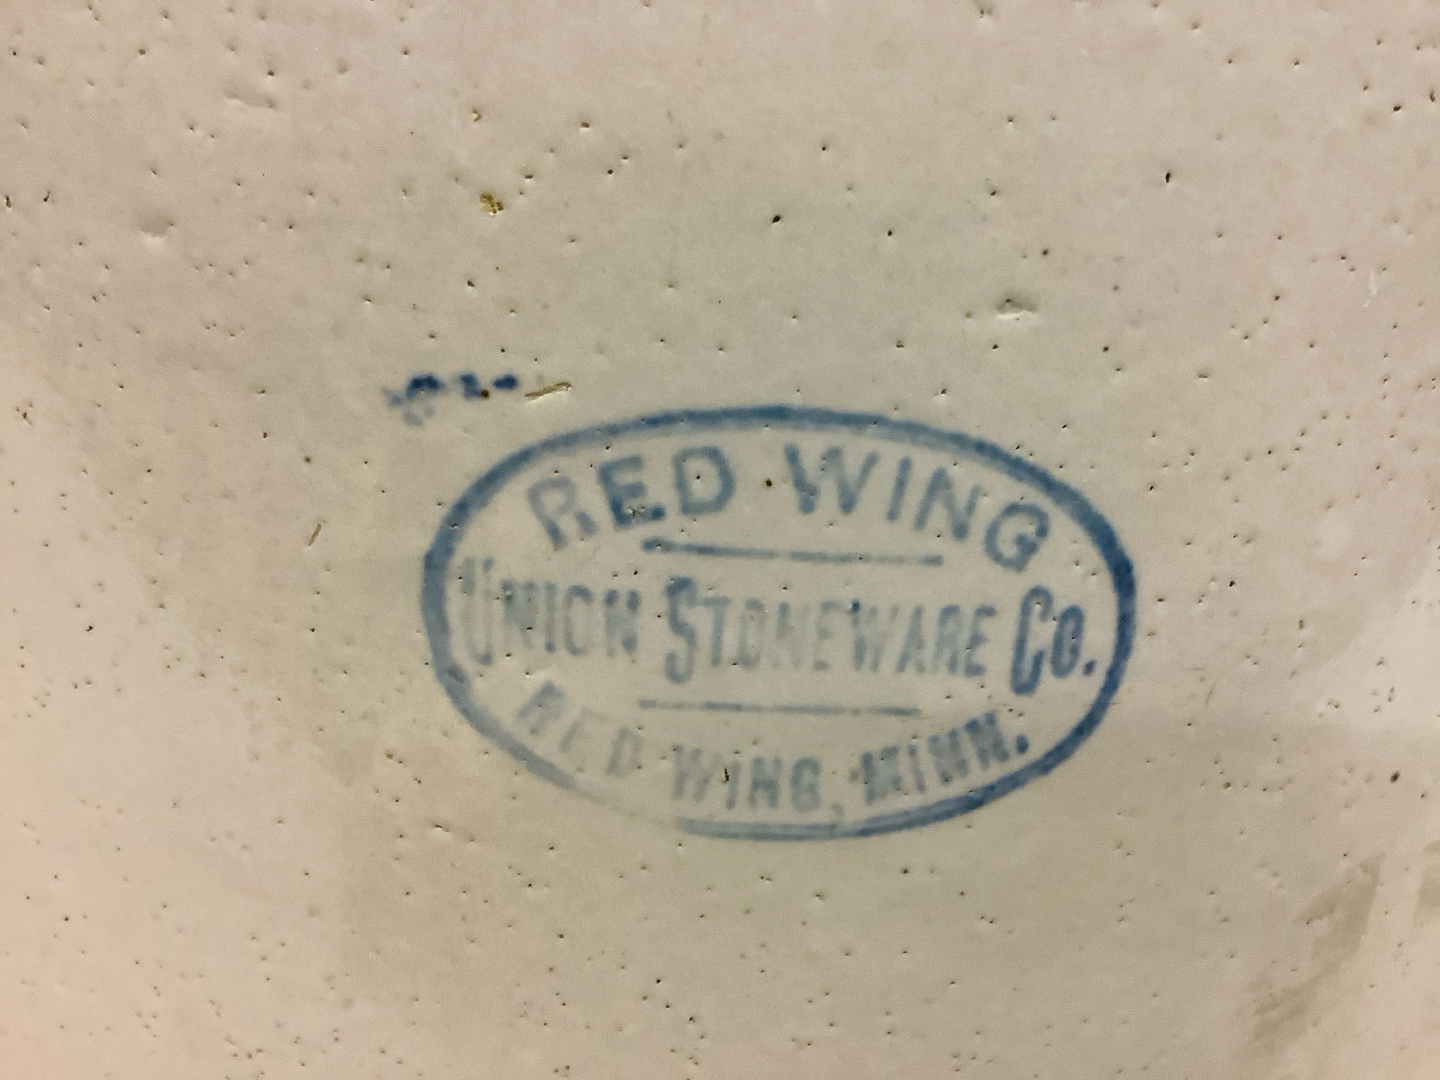 RED WING
UNION STONEWARE CO.
RED WING, MINN.